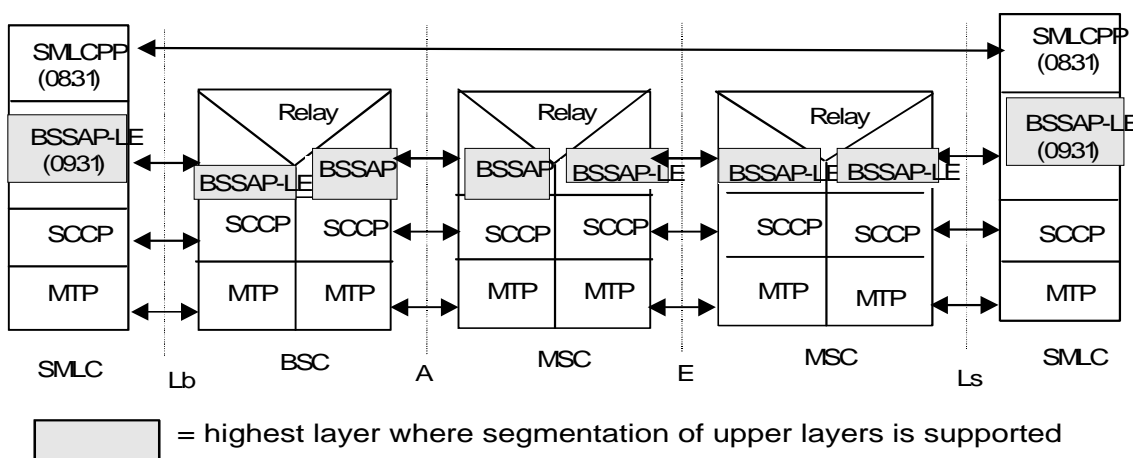 SMLCPP
(0831)
SMLCPP
(0831)
Relay
Relay
Relay
BSSAP-LE
(0931)
BSSAP-LE
(0931)
BSSAP-LE
BSSAP
BSSAP
BSSAP-LE
BSSAP-LE
BSSAP-LE
SCCP
SCCP
SCCP
SCCP
SCCP
SCCP
SCCP
SCCP
MTP
MTP
MTP
MTP
MTP
MTP
MTP
MTP
SMLC
Lb
BSC
A
MSC
E
MSC
Ls
SMLC
= highest layer where segmentation of upper layers is supported